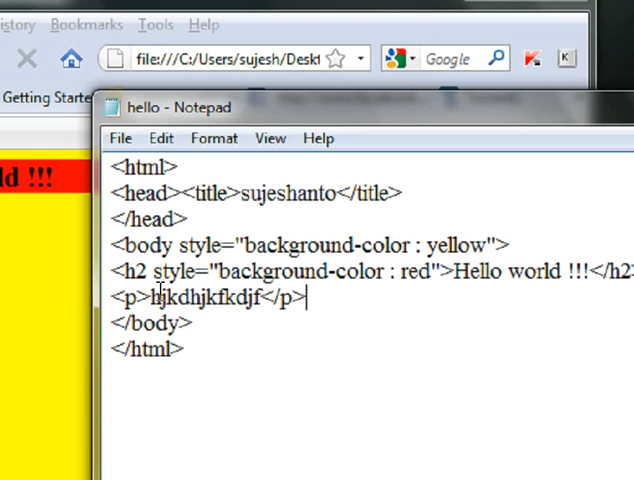 istory Bookmarks Tools Help
file:///C:/Users/sujesh/Deskt Google K
Getting Starte
hello - Notepad
File Edit Format View Help
ld !!!
<html>
<head><title>sujeshanto</title>
</head>
<body style="background-color : yellow">
<h2 style="background-color : red">Hello world !!!</h2>
<p>hjkdhjkfkdjf</p>
</body>
</html>